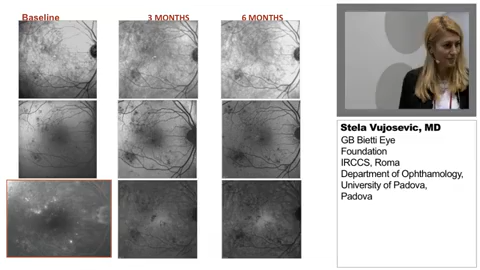 Baseline
3 MONTHS
6 MONTHS
Stela Vujosevic, MD
GB Bietti Eye
Foundation
IRCCS, Roma
Department of Ophthamology,
University of Padova,
Padova